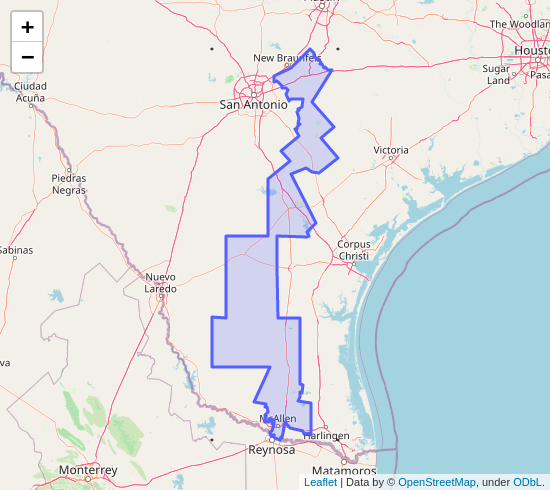 +
−
The Woodlan
New Braunfels
Houst
Sugar
Land
Pasa
Ciudad
Acuña
San Antonio
Victoria
Piedras
Negras
Corpus
Christi
Sabinas
Nuevo
Laredo
McAllen
Harlingen
Reynosa
Monterrey
Matamoros
Leaflet | Data by © OpenStreetMap, under ODbL.